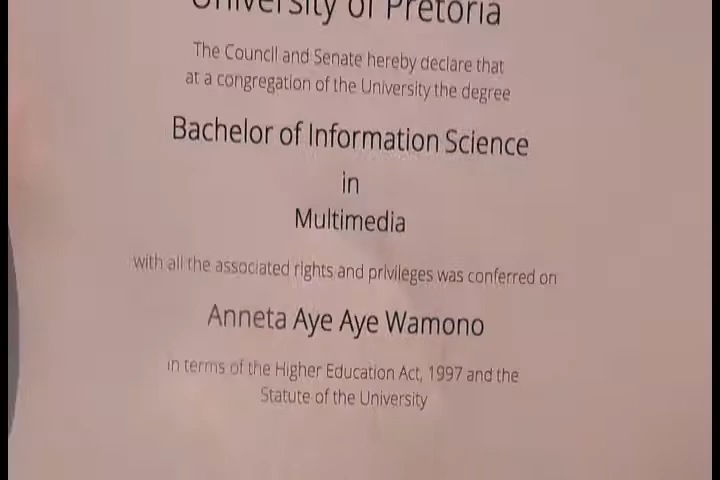 University of Pretoria
The Council and Senate hereby declare that
at a congregation of the University the degree
Bachelor of Information Science
in
Multimedia
with all the associated rights and privileges was conferred on
Anneta Aye Aye Wamono
in terms of the Higher Education Act, 1997 and the
Statute of the University